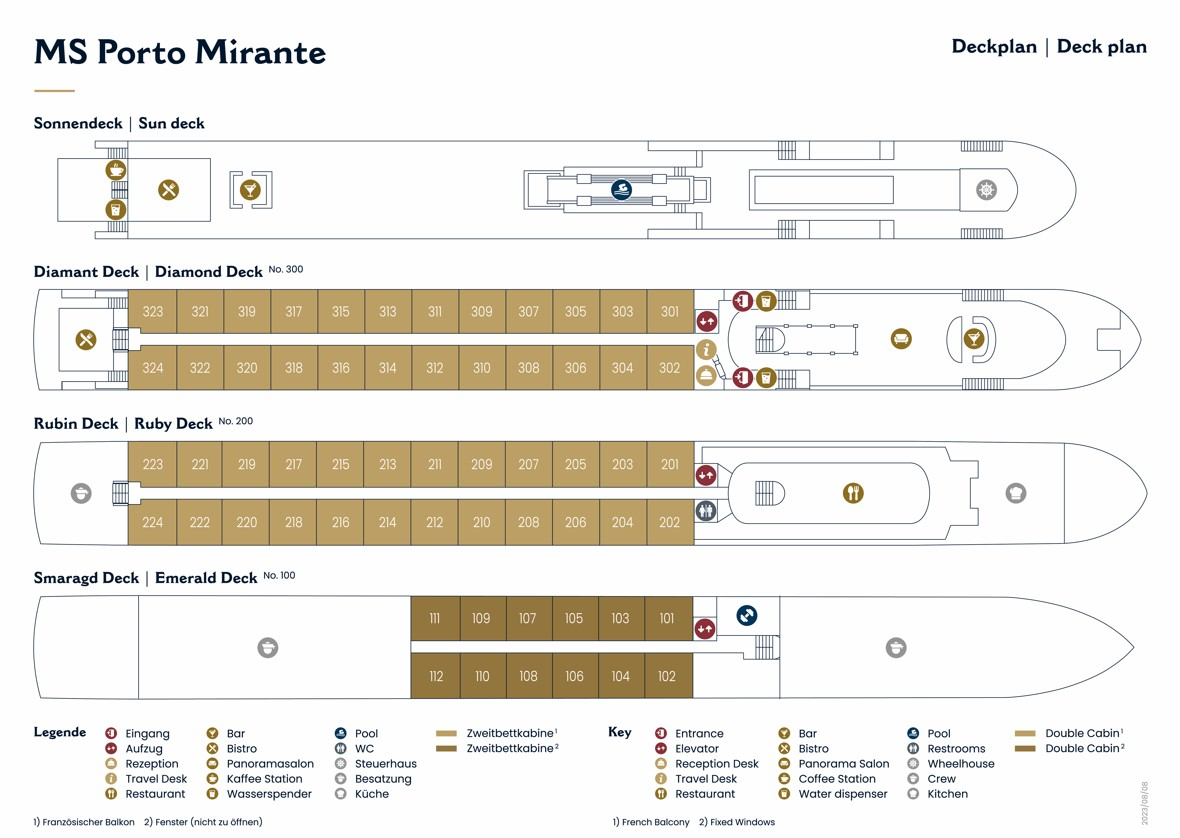 MS Porto Mirante
Deckplan | Deck plan
Sonnendeck | Sun deck
Diamant Deck | Diamond Deck No. 300
323 321 319 317 315 313 311 309 307 305 303 301
324 322 320 318 316 314 312 310 308 306 304 302
Rubin Deck | Ruby Deck No. 200
223 221 219 217 215 213 211 209 207 205 203 201
224 222 220 218 216 214 212 210 208 206 204 202
Smaragd Deck | Emerald Deck No. 100
111 109 107 105 103 101
112 110 108 106 104 102
Legende
Eingang
Aufzug
Rezeption
Travel Desk
Restaurant
Bar
Bistro
Panoramasalon
Kaffee Station
Wasserspender
Pool
WC
Steuerhaus
Besatzung
Küche
Zweitbettkabine¹
Zweitbettkabine²
1) Französischer Balkon 2) Fenster (nicht zu öffnen)
Key
Entrance
Elevator
Reception Desk
Travel Desk
Restaurant
Bar
Bistro
Panorama Salon
Coffee Station
Water dispenser
Pool
Restrooms
Wheelhouse
Crew
Kitchen
Double Cabin¹
Double Cabin²
1) French Balcony 2) Fixed Windows
2023/08/08